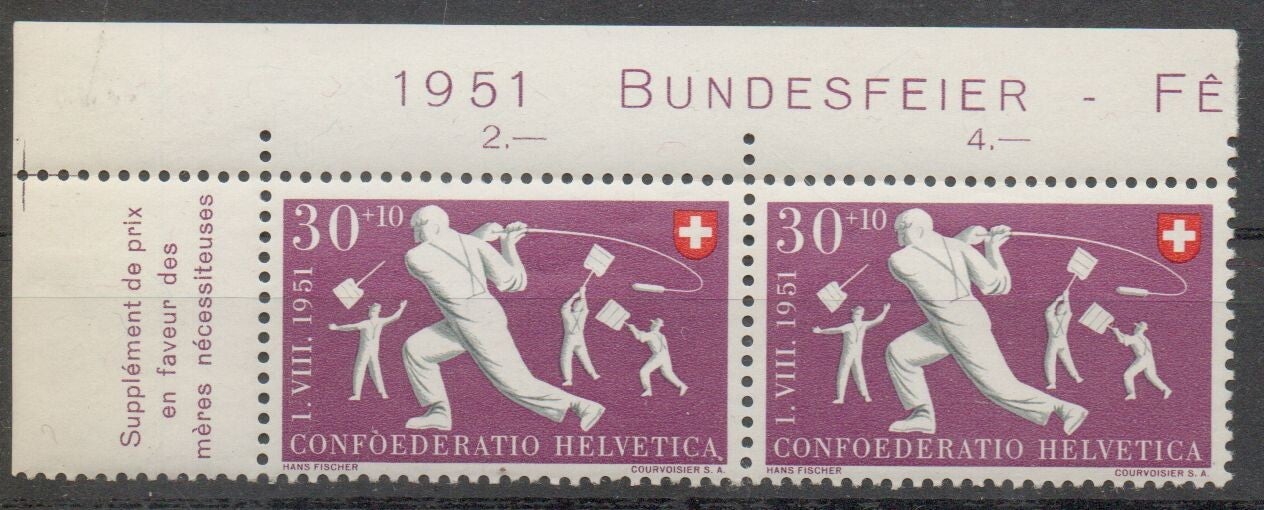 1951 BUNDESFEIER - FÊ
2.— 4.—
Supplément de prix
en faveur des
mères nécessiteuses
30+10
1. VIII. 1951
CONFOEDERATIO HELVETICA
HANS FISCHER COURVOISIER S. A.
30+10
1. VIII. 1951
CONFOEDERATIO HELVETICA
HANS FISCHER COURVOISIER S. A.